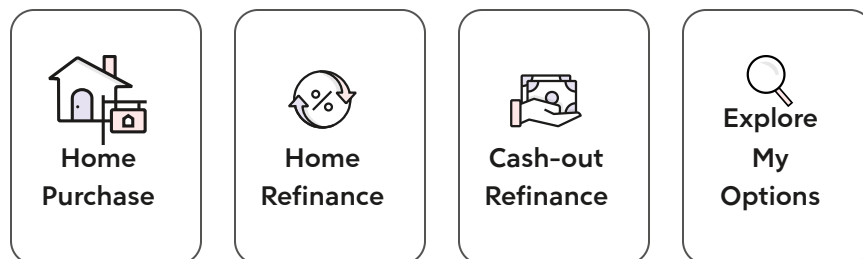 Home
Purchase
Home
Refinance
Cash-out
Refinance
Explore
My
Options